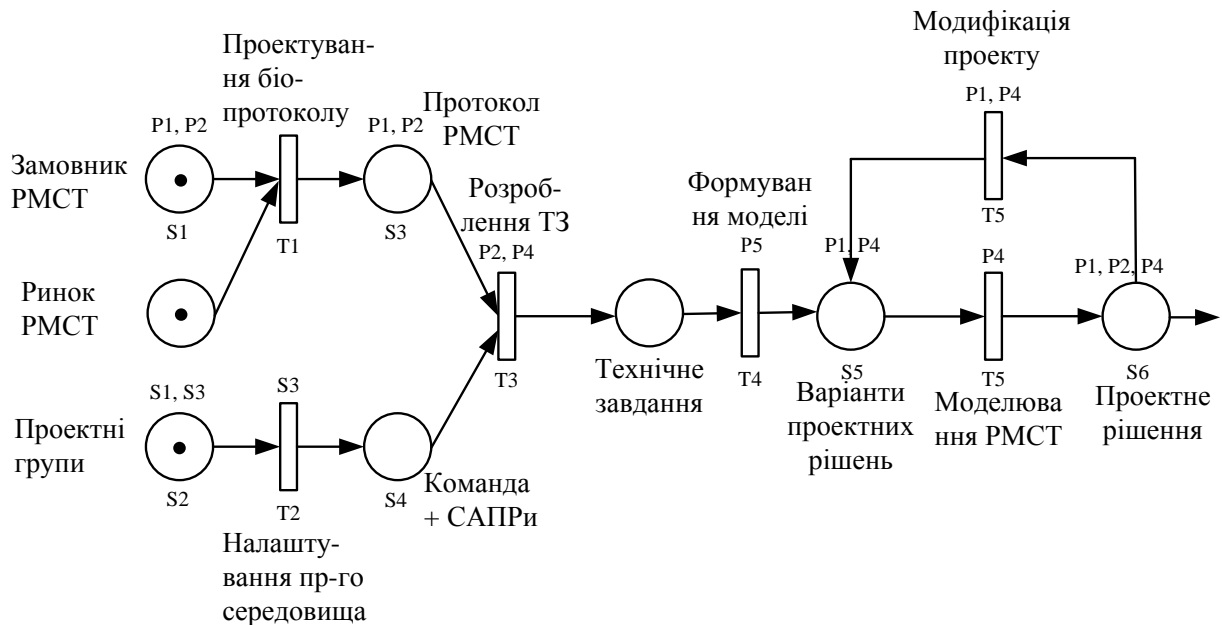 Модифікація
проекту
P1, P4
T5
Проектуван-
ня біо-
протоколу
P1, P2
Замовник
РМСТ
S1
T1
P1, P2
Протокол
РМСТ
S3
Ринок
РМСТ
Розроб-
лення ТЗ
P2, P4
T3
Технічне
завдання
Формуван
ня моделі
P5
T4
P1, P4
S5
Варіанти
проектних
рішень
P4
T5
Моделюва
ння РМСТ
P1, P2, P4
S6
Проектне
рішення
S1, S3
Проектні
групи
S2
S3
T2
Налашту-
вання пр-го
середовища
S4
Команда
+ САПРи